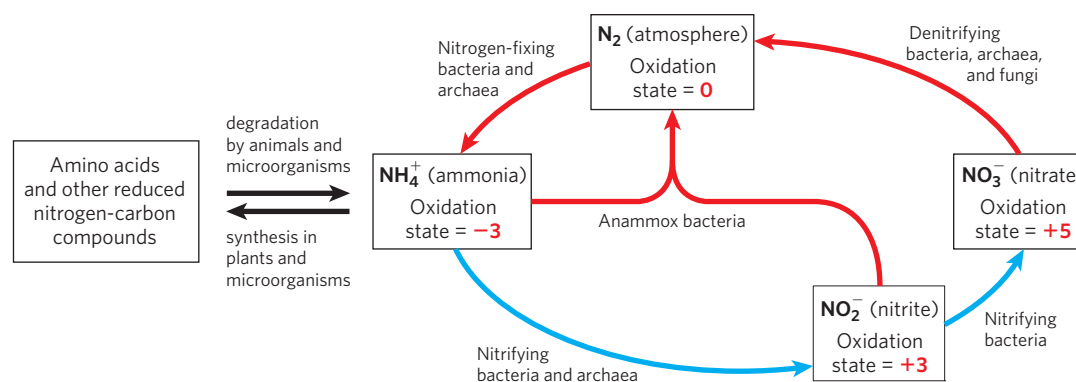 N₂ (atmosphere)
Oxidation
state = 0
Nitrogen-fixing
bacteria and
archaea
Denitrifying
bacteria, archaea,
and fungi
degradation
by animals and
microorganisms
Amino acids
and other reduced
nitrogen-carbon
compounds
synthesis in
plants and
microorganisms
NH₄⁺ (ammonia)
Oxidation
state = −3
Anammox bacteria
NO₃⁻ (nitrate
Oxidation
state = +5
NO₂⁻ (nitrite)
Oxidation
state = +3
Nitrifying
bacteria
Nitrifying
bacteria and archaea